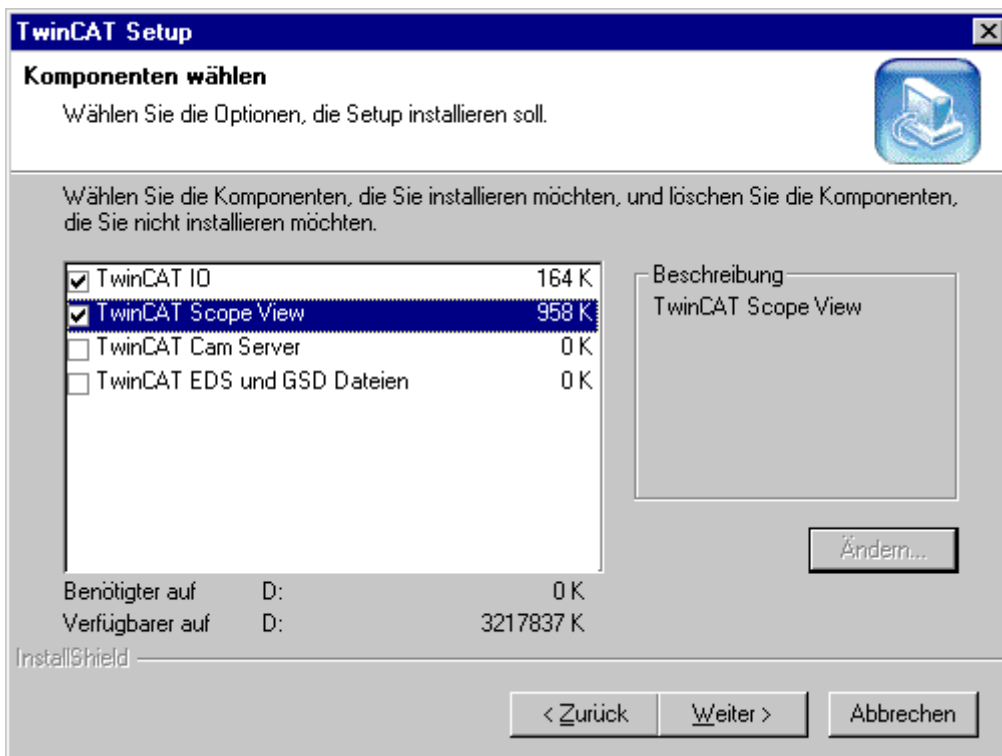 TwinCAT Setup
Komponenten wählen
Wählen Sie die Optionen, die Setup installieren soll.
Wählen Sie die Komponenten, die Sie installieren möchten, und löschen Sie die Komponenten,
die Sie nicht installieren möchten.
TwinCAT IO 164 K
TwinCAT Scope View 958 K
TwinCAT Cam Server 0 K
TwinCAT EDS und GSD Dateien 0 K
Beschreibung
TwinCAT Scope View
Ändern...
Benötigter auf D: 0 K
Verfügbarer auf D: 3217837 K
InstallShield
< Zurück
Weiter >
Abbrechen